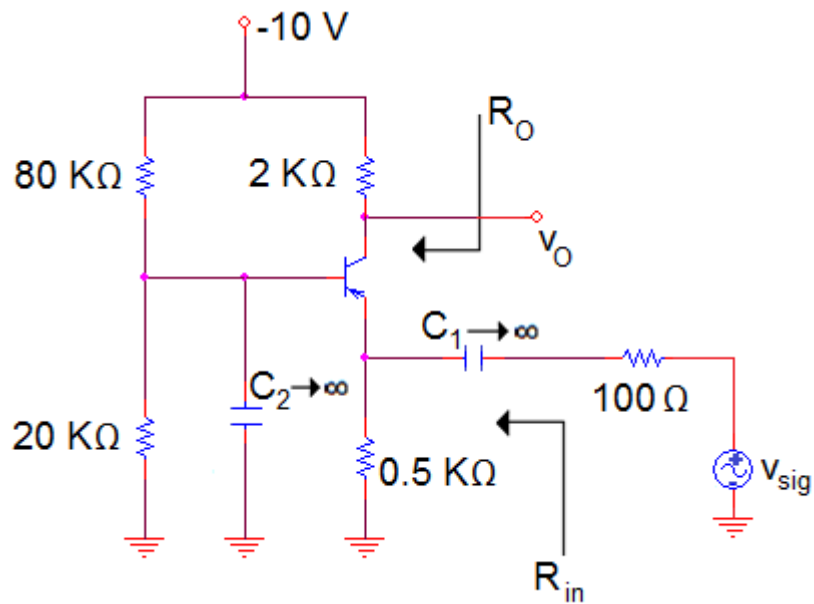 -10 V
R_O
80 KΩ
2 KΩ
v_O
C_1→∞
C_2→∞
100 Ω
20 KΩ
0.5 KΩ
v_sig
R_in